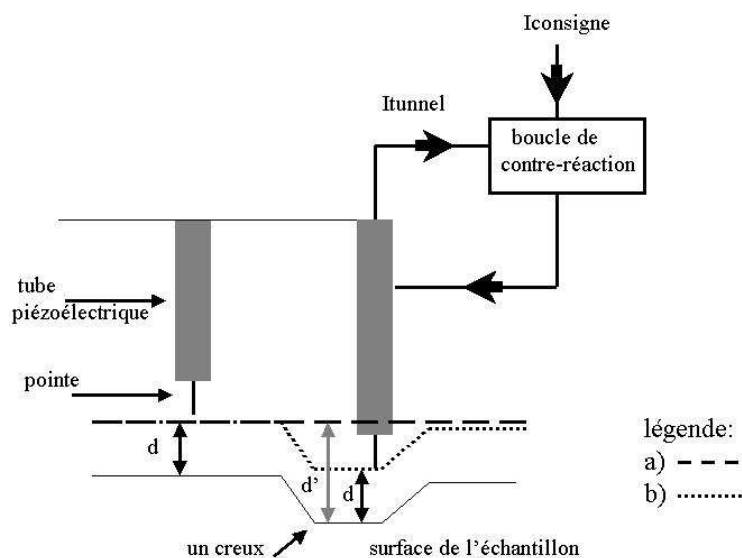 Iconsigne
Itunnel
boucle de
contre-réaction
tube
piézoélectrique
pointe
d
d'
d
légende:
a)
b)
un creux
surface de l'échantillon